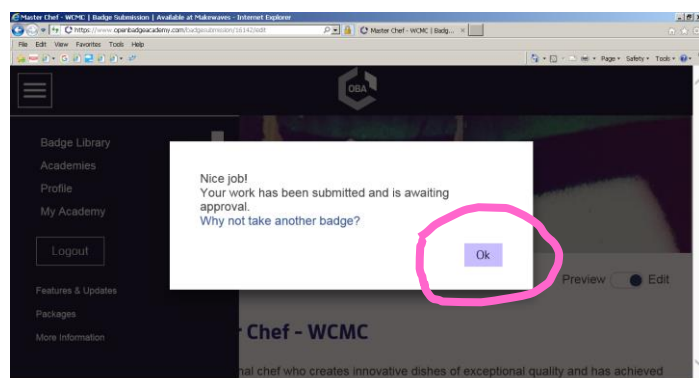 Master Chef - WCMC | Badge Submission | Available at Makewaves - Internet Explorer
https://www.openbadgeacademy.com/badgesubmission/16142/edit
Master Chef - WCMC | Badg...
File Edit View Favorites Tools Help
Page Safety Tools
OBA
Badge Library
Academies
Profile
My Academy
Logout
Features & Updates
Packages
More Information
Nice job!
Your work has been submitted and is awaiting
approval.
Why not take another badge?
Ok
Preview Edit
Chef - WCMC
nal chef who creates innovative dishes of exceptional quality and has achieved